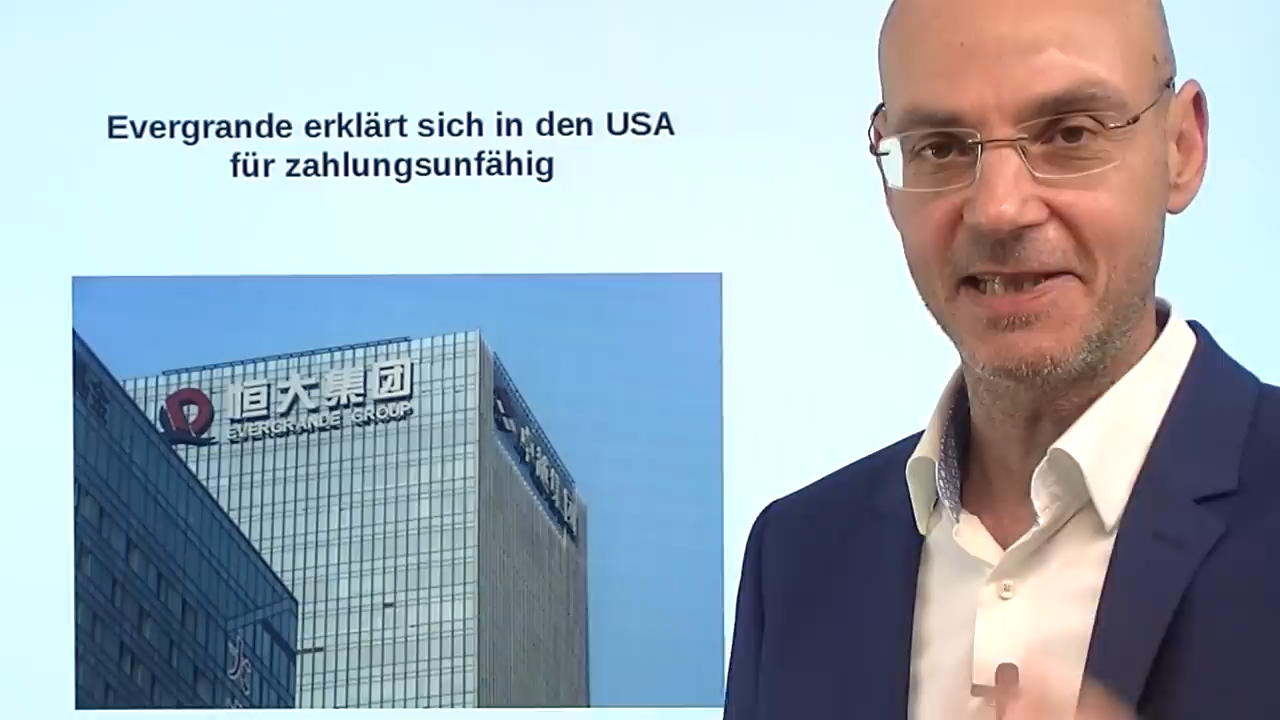 Evergrande erklärt sich in den USA
für zahlungsunfähig
恒大集团
EVERGRANDE GROUP